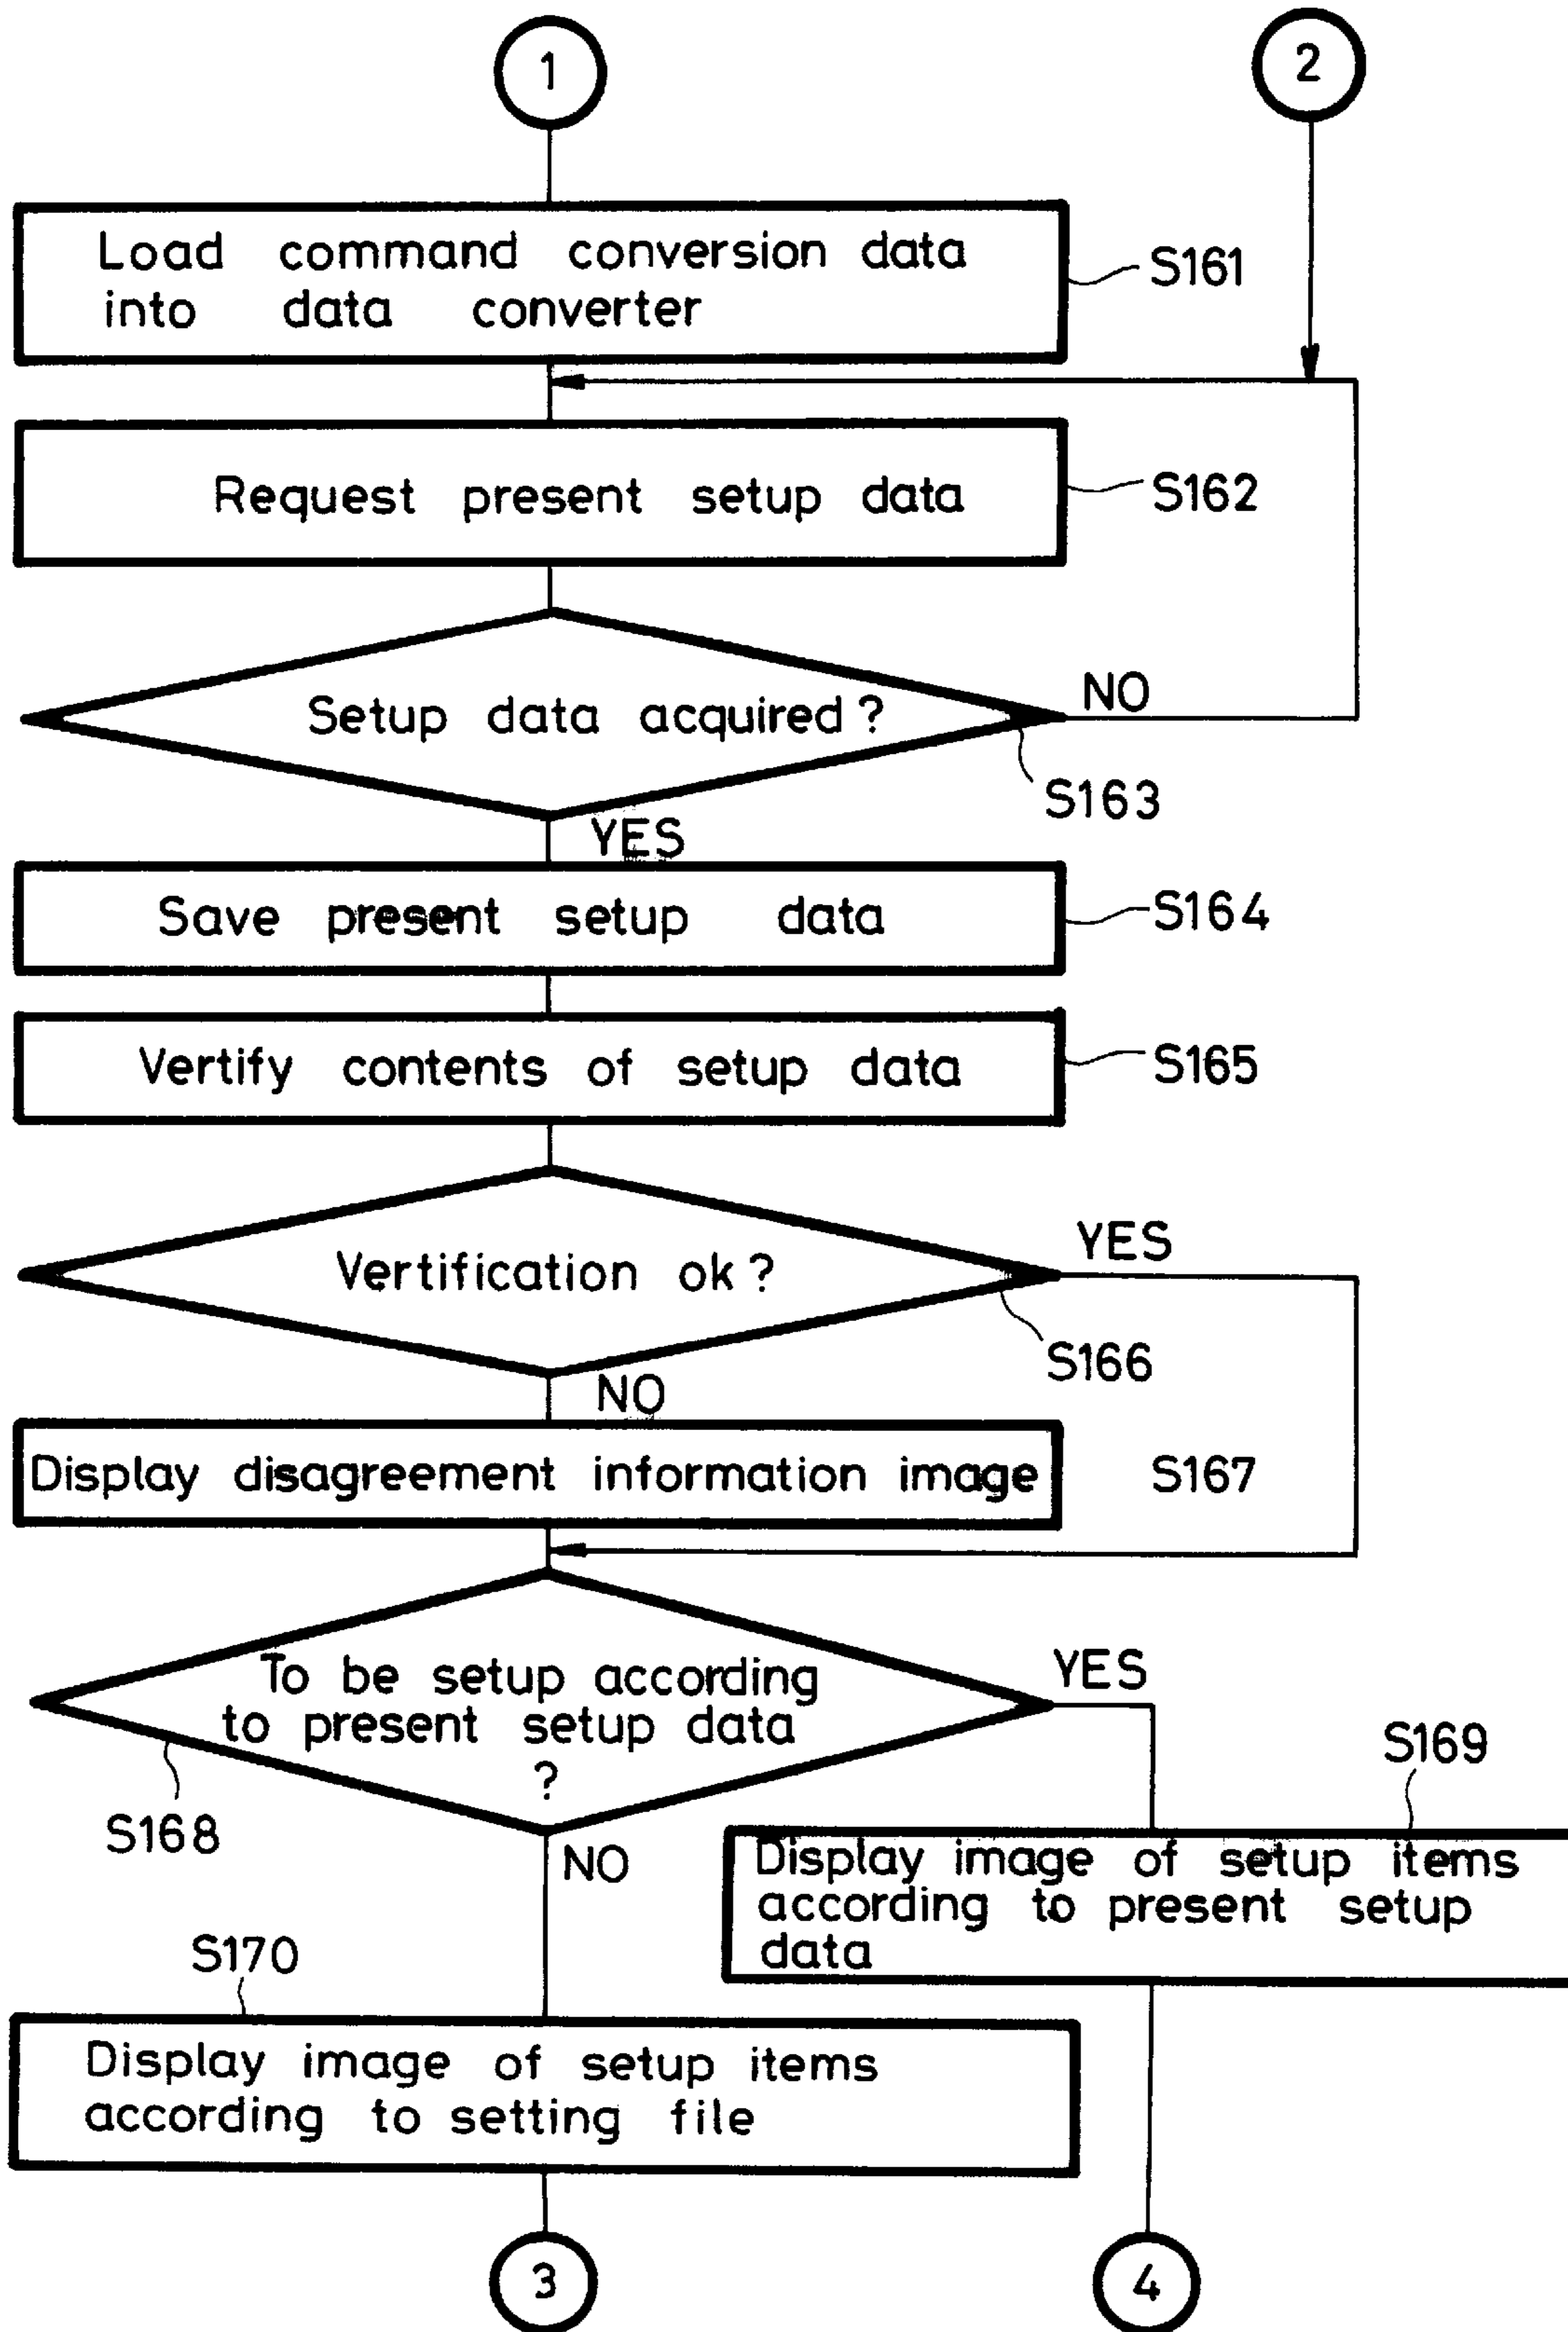 1
2
Load command conversion data
into data converter
S161
Request present setup data
S162
Setup data acquired ?
NO
S163
YES
Save present setup data
S164
Vertify contents of setup data
S165
Vertification ok ?
YES
S166
NO
Display disagreement information image
S167
To be setup according
to present setup data
?
YES
S168
NO
S169
Display image of setup items
according to present setup
data
S170
Display image of setup items
according to setting file
3
4